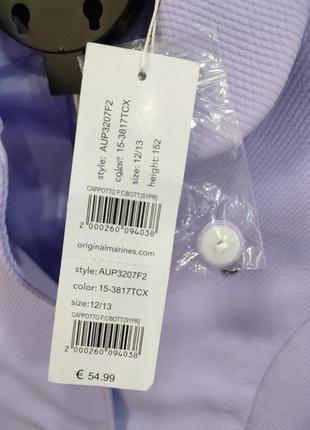 style: AUP3207F2
color: 15-3817TCX
size: 12/13
height: 152
CAPPOTTO F.C/BOTT.[SYPR]
2 000260 094038
originalmarines.com
style: AUP3207F2
color: 15-3817TCX
size: 12/13
CAPPOTTO F.C/BOTT.[SYPR]
2 000260 094038
€ 54.99